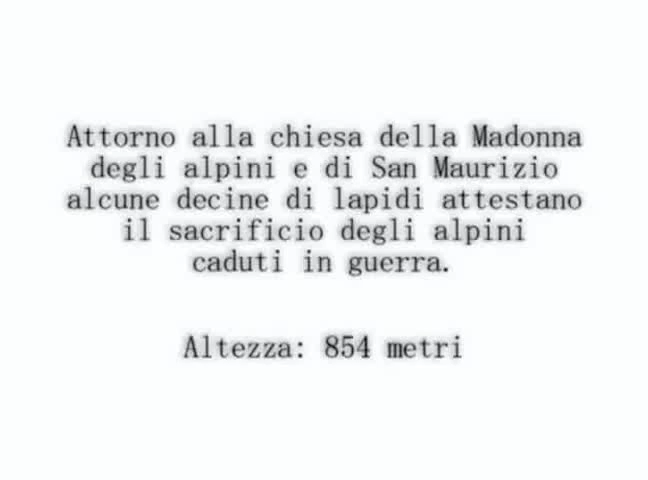 Attorno alla chiesa della Madonna
degli alpini e di San Maurizio
alcune decine di lapidi attestano
il sacrificio degli alpini
caduti in guerra.
Altezza: 854 metri